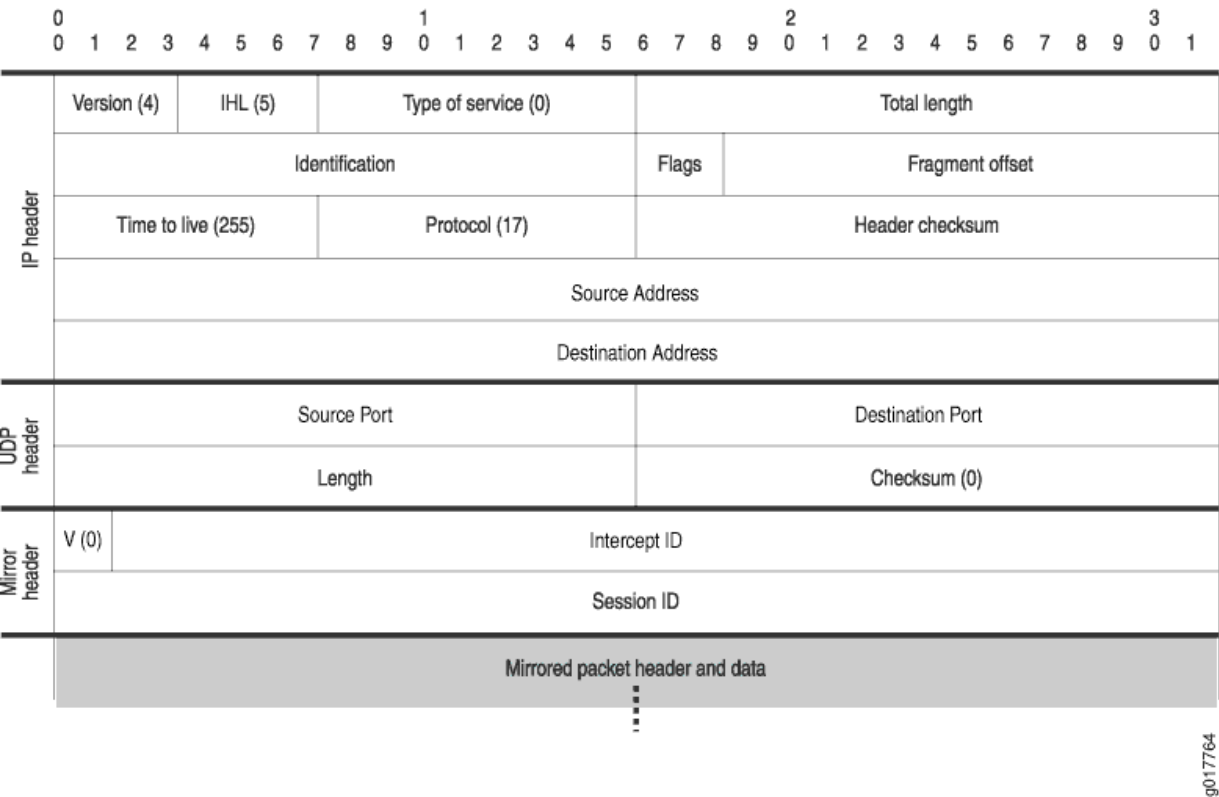 0 1 2 3
0 1 2 3 4 5 6 7 8 9 0 1 2 3 4 5 6 7 8 9 0 1 2 3 4 5 6 7 8 9 0 1
IP header
Version (4) IHL (5) Type of service (0) Total length
Identification Flags Fragment offset
Time to live (255) Protocol (17) Header checksum
Source Address
Destination Address
UDP
header
Source Port Destination Port
Length Checksum (0)
Mirror
header
V (0) Intercept ID
Session ID
Mirrored packet header and data
g017764